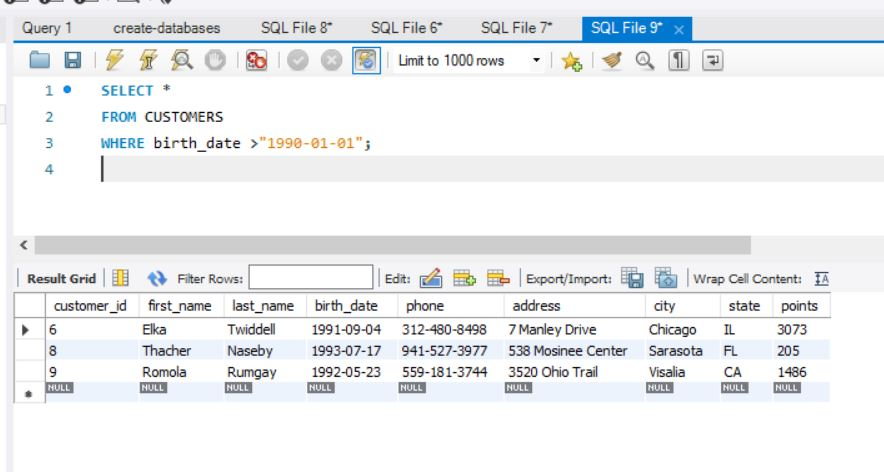 Query 1 create-databases SQL File 8* SQL File 6* SQL File 7* SQL File 9* ×
Limit to 1000 rows
1 SELECT *
2 FROM CUSTOMERS
3 WHERE birth_date >"1990-01-01";
4
Result Grid Filter Rows: Edit: Export/Import: Wrap Cell Content: IA
customer_id first_name last_name birth_date phone address city state points
6 Elka Twiddell 1991-09-04 312-480-8498 7 Manley Drive Chicago IL 3073
8 Thacher Naseby 1993-07-17 941-527-3977 538 Mosinee Center Sarasota FL 205
9 Romola Rumgay 1992-05-23 559-181-3744 3520 Ohio Trail Visalia CA 1486
NULL NULL NULL NULL NULL NULL NULL NULL NULL